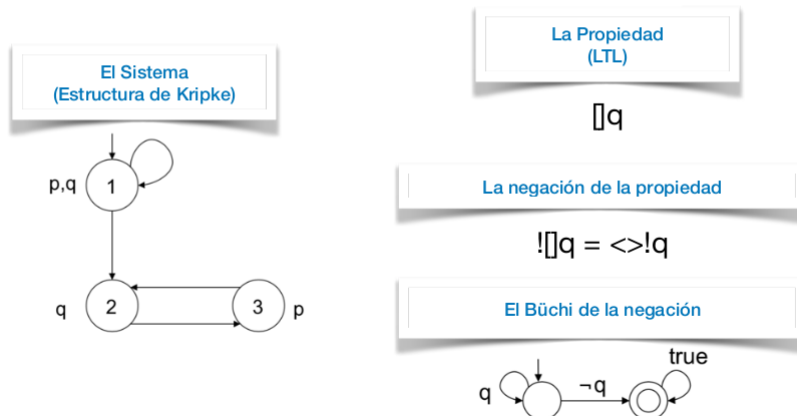 El Sistema
(Estructura de Kripke)
p,q
1
q
2
3
p
La Propiedad
(LTL)
[]q
La negación de la propiedad
![]q = <>!q
El Büchi de la negación
q
¬q
true